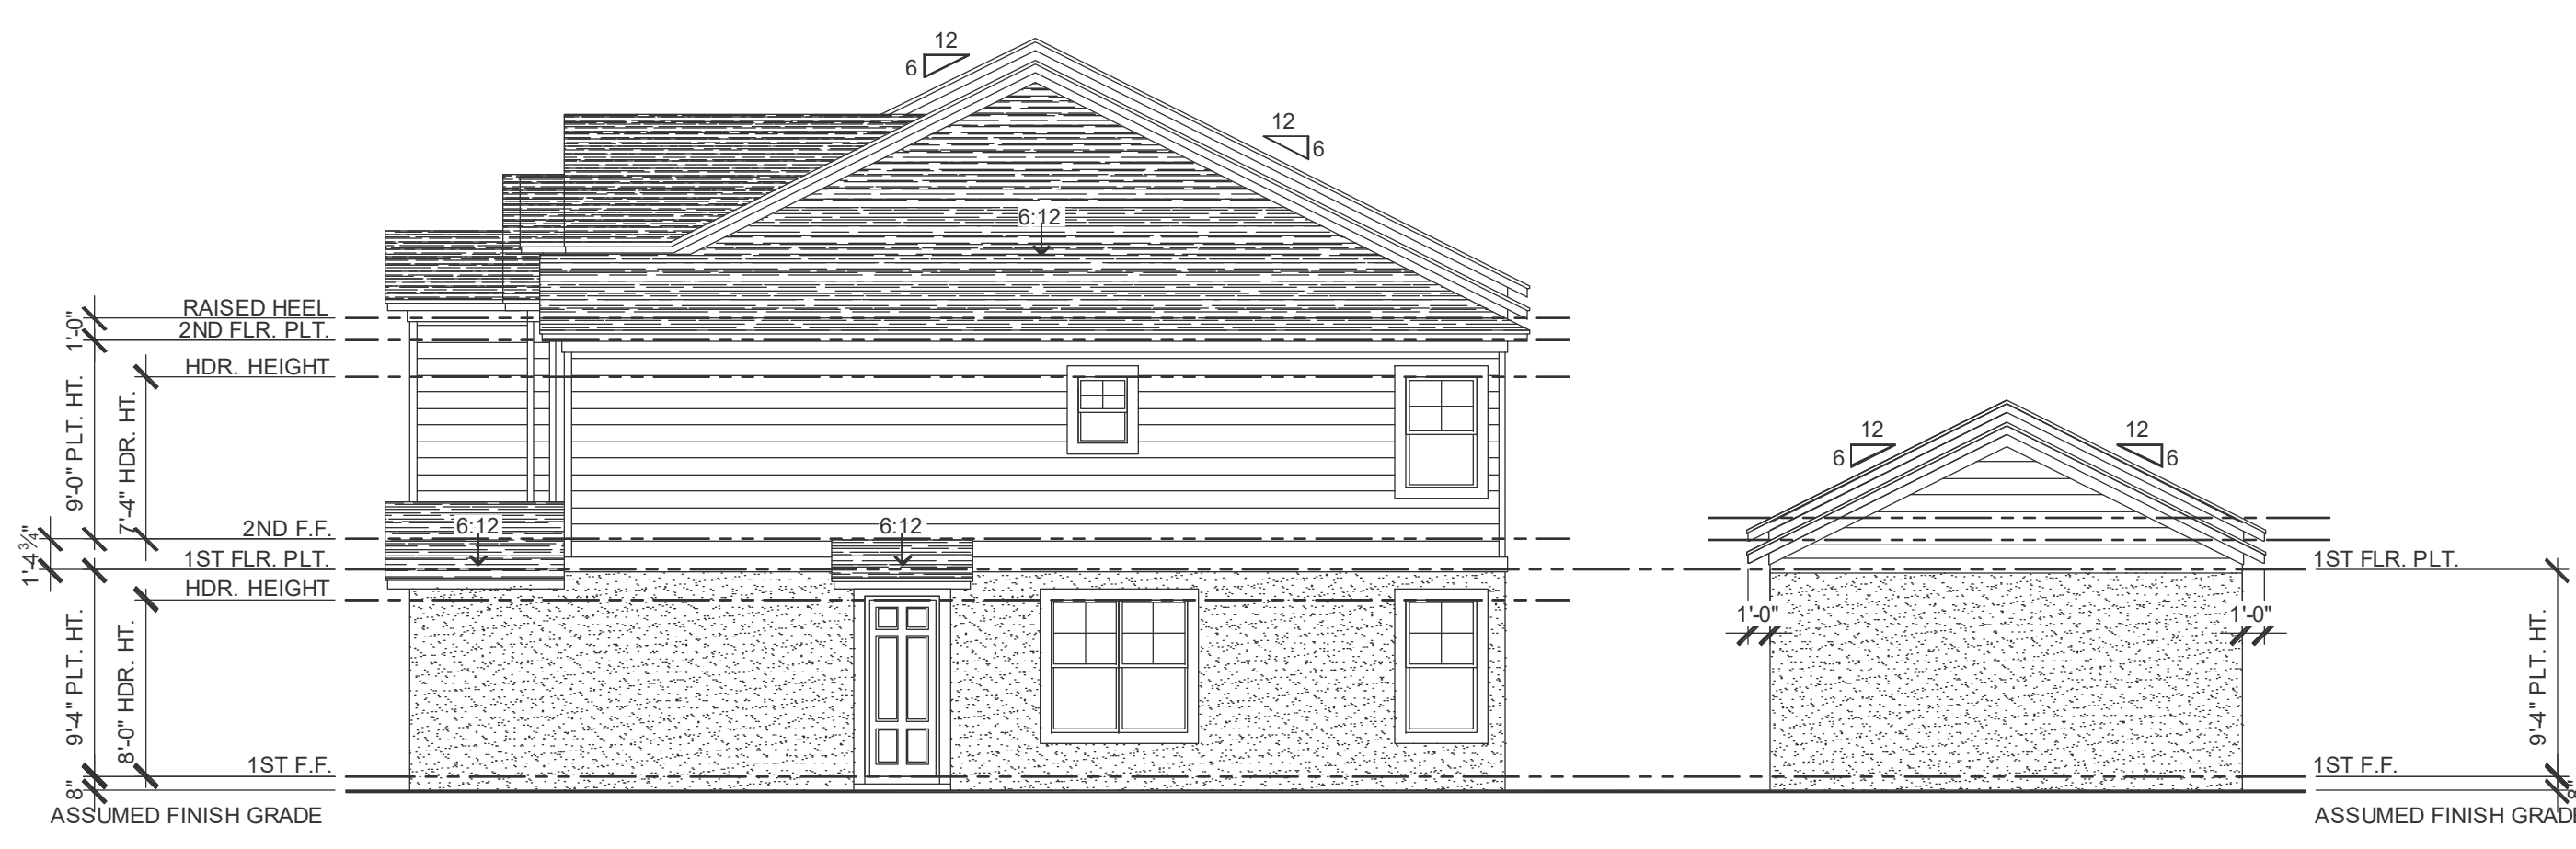 12
6
12
6
6:12
RAISED HEEL
1'-0"
2ND FLR. PLT.
HDR. HEIGHT
9'-0" PLT. HT.
7'-4" HDR. HT.
12
6
12
6
6:12
6:12
2ND F.F.
1'-4¾"
1ST FLR. PLT.
1ST FLR. PLT.
HDR. HEIGHT
1'-0"
1'-0"
9'-4" PLT. HT.
8'-0" HDR. HT.
9'-4" PLT. HT.
1ST F.F.
1ST F.F.
8"
8"
ASSUMED FINISH GRADE
ASSUMED FINISH GRADE